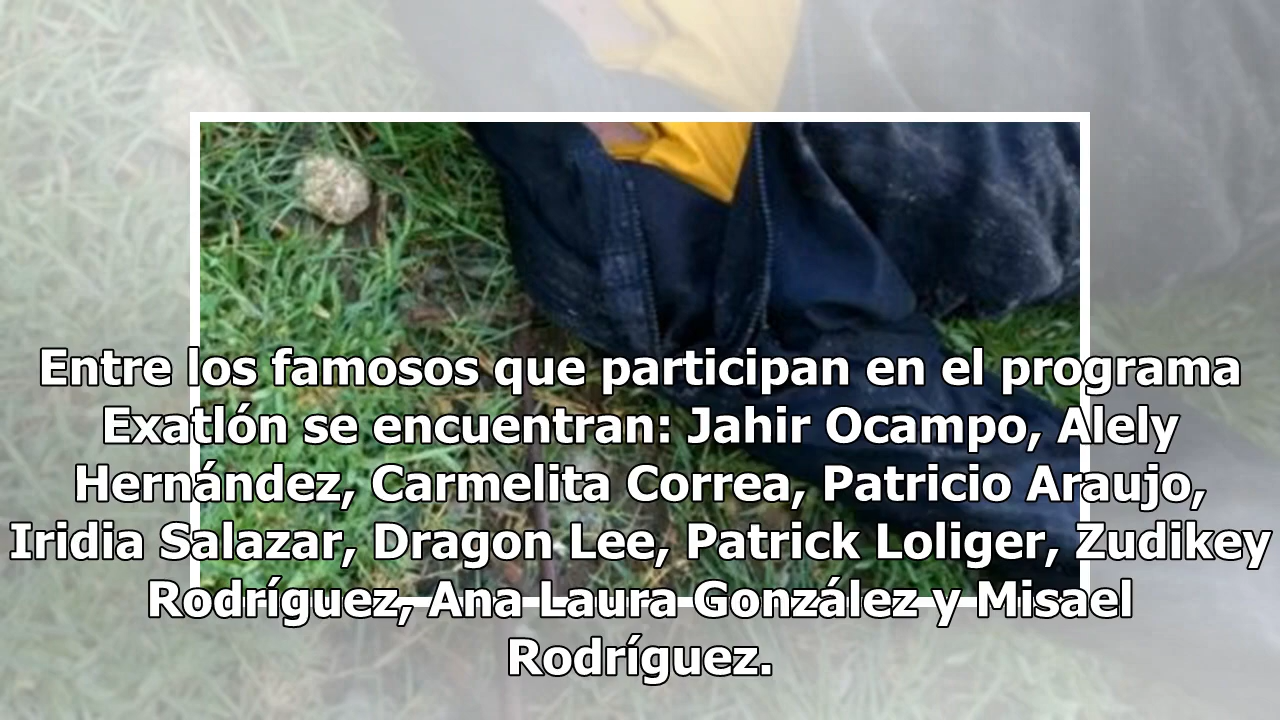 Entre los famosos que participan en el programa
Exatlón se encuentran: Jahir Ocampo, Alely
Hernández, Carmelita Correa, Patricio Araujo,
Iridia Salazar, Dragon Lee, Patrick Loliger, Zudikey
Rodríguez, Ana Laura González y Misael
Rodríguez.